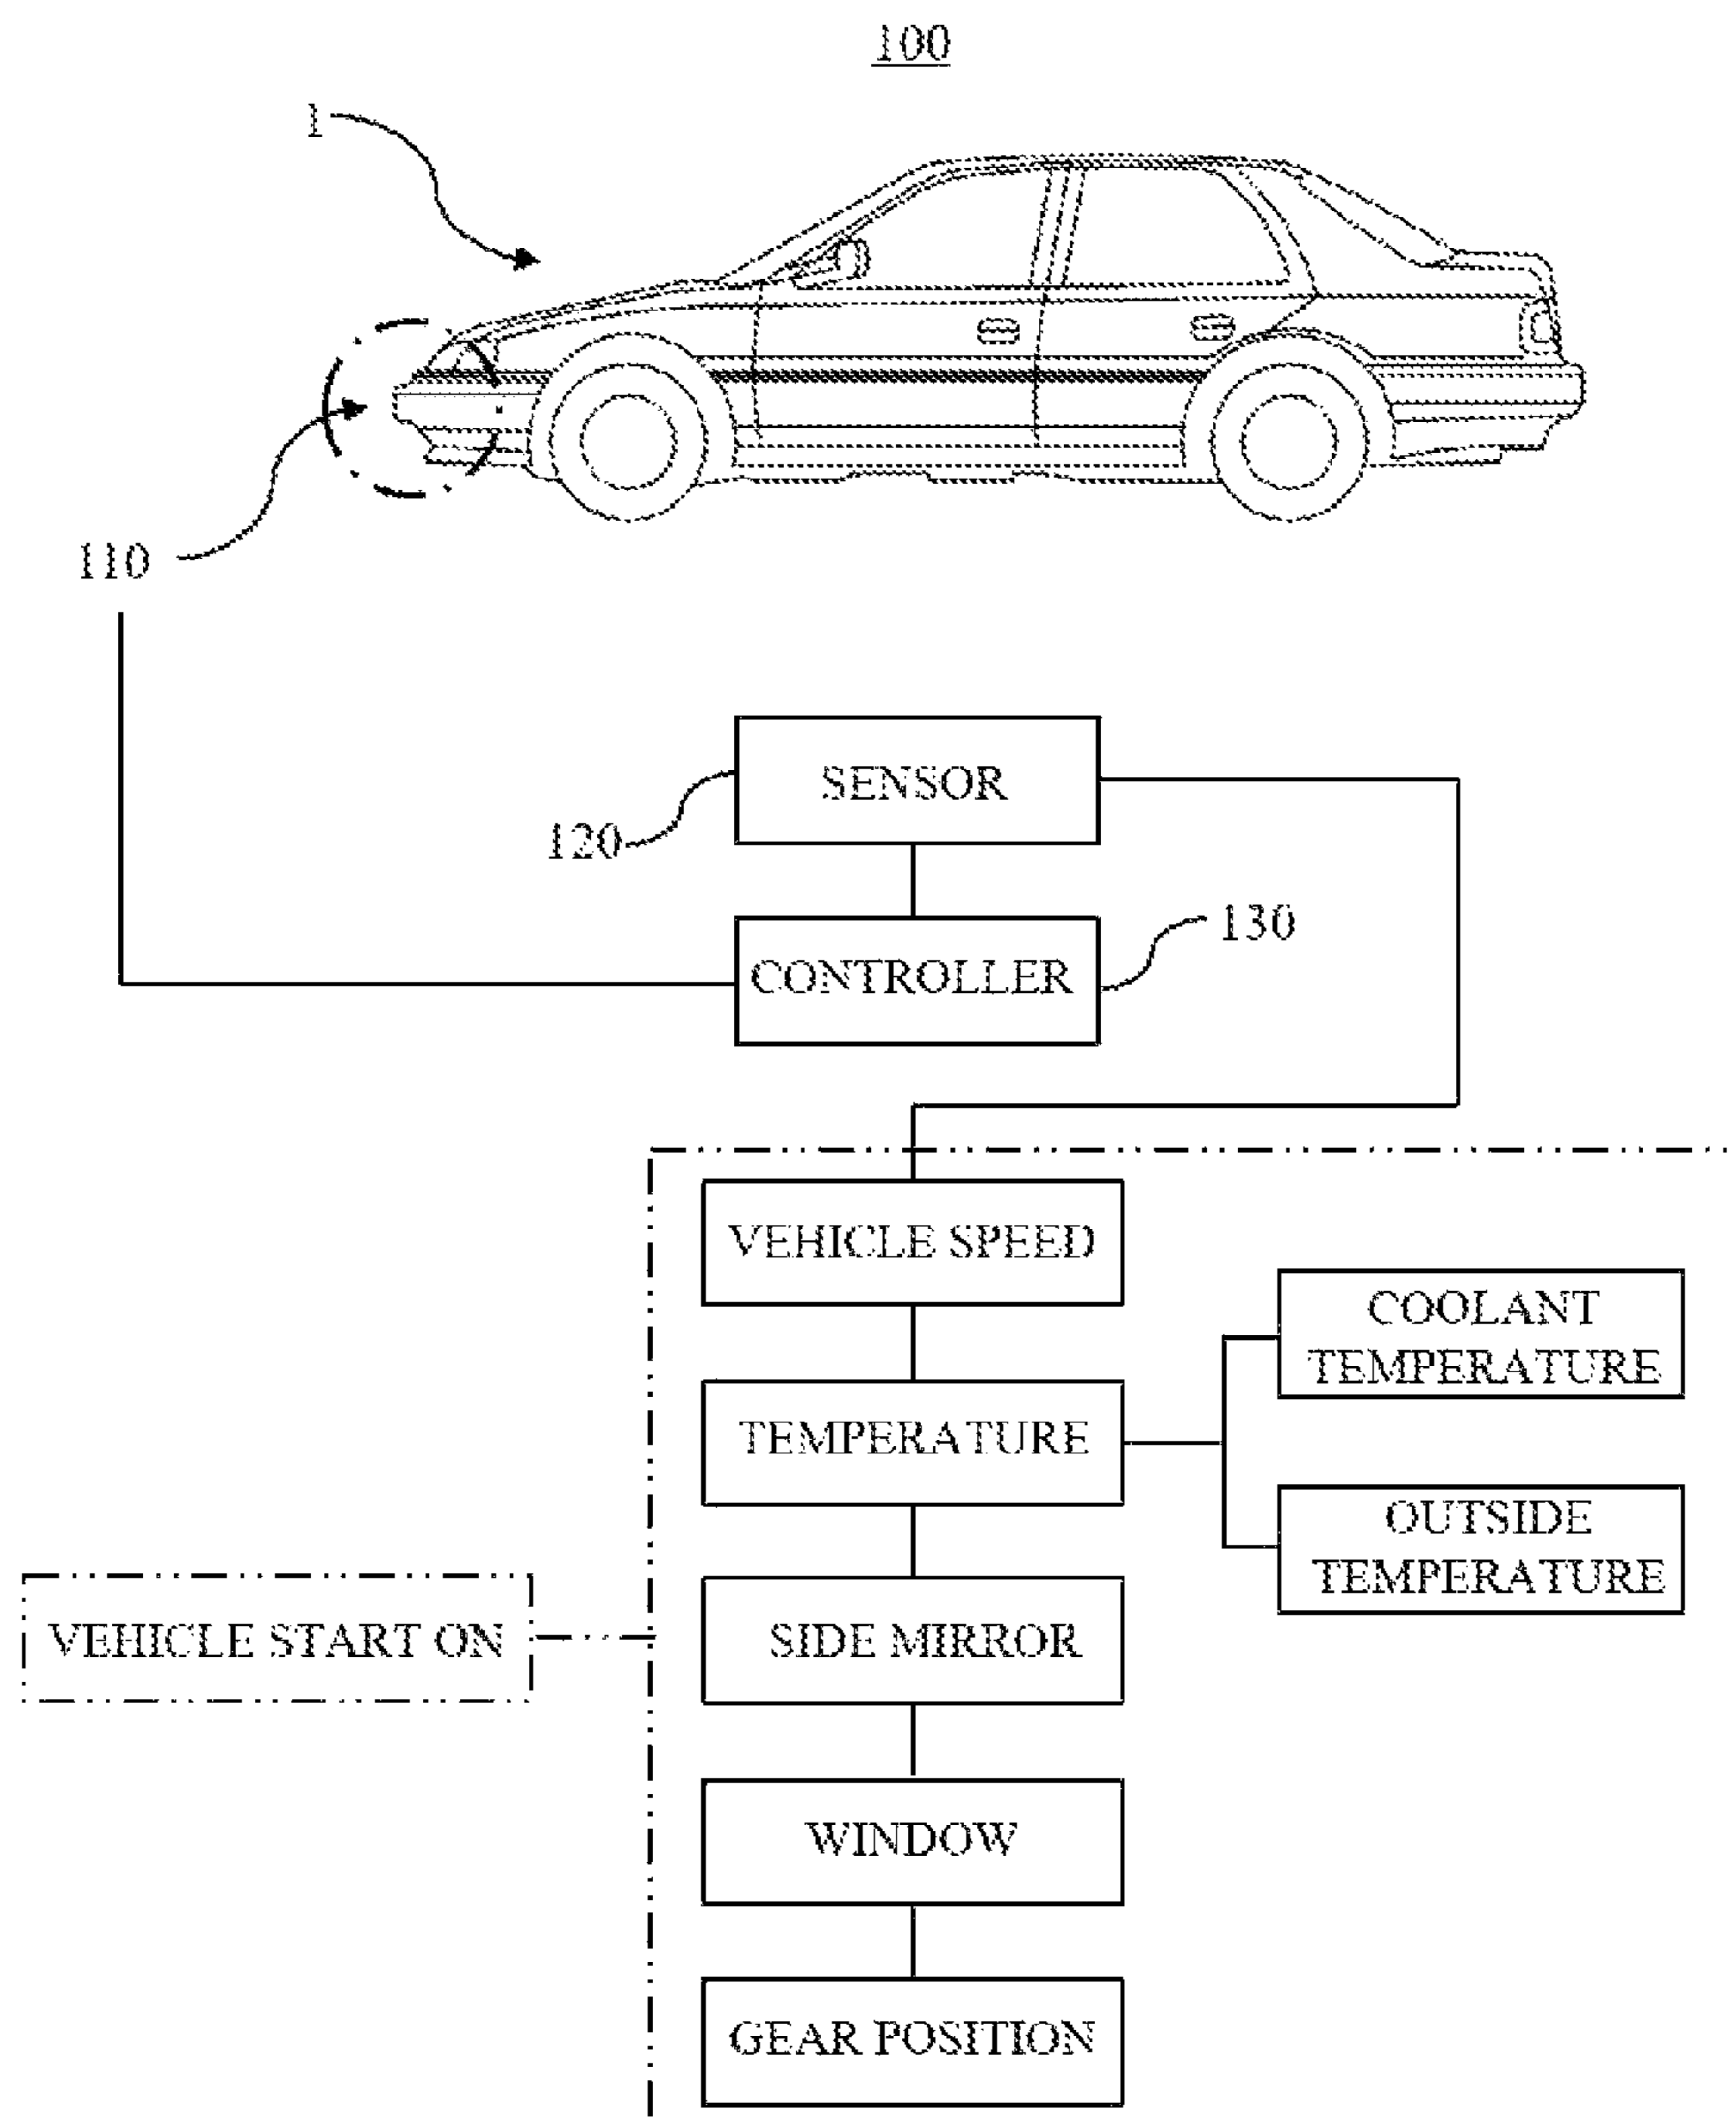 100
1
110
SENSOR
120
130
CONTROLLER
VEHICLE SPEED
COOLANT
TEMPERATURE
TEMPERATURE
OUTSIDE
TEMPERATURE
VEHICLE START ON
SIDE MIRROR
WINDOW
GEAR POSITION